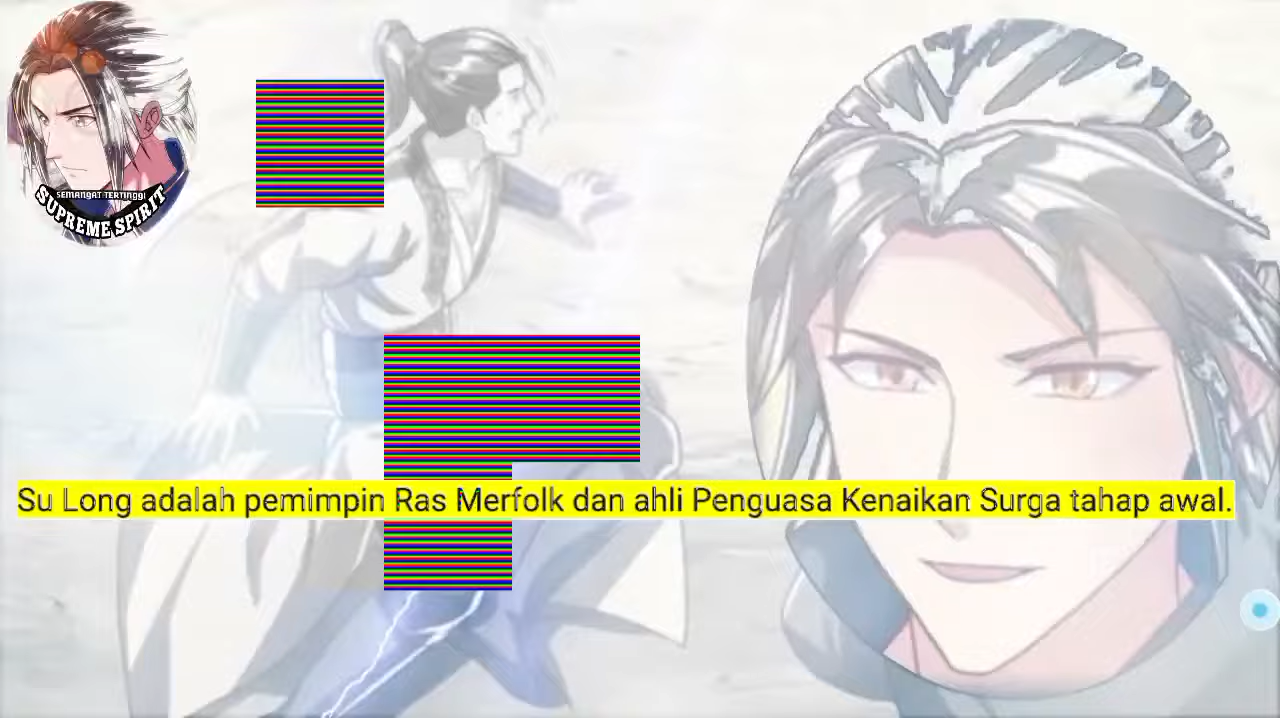 SEMANGAT TERTINGGI
SUPREME SPIRIT
Su Long adalah pemimpin Ras Merfolk dan ahli Penguasa Kenaikan Surga tahap awal.